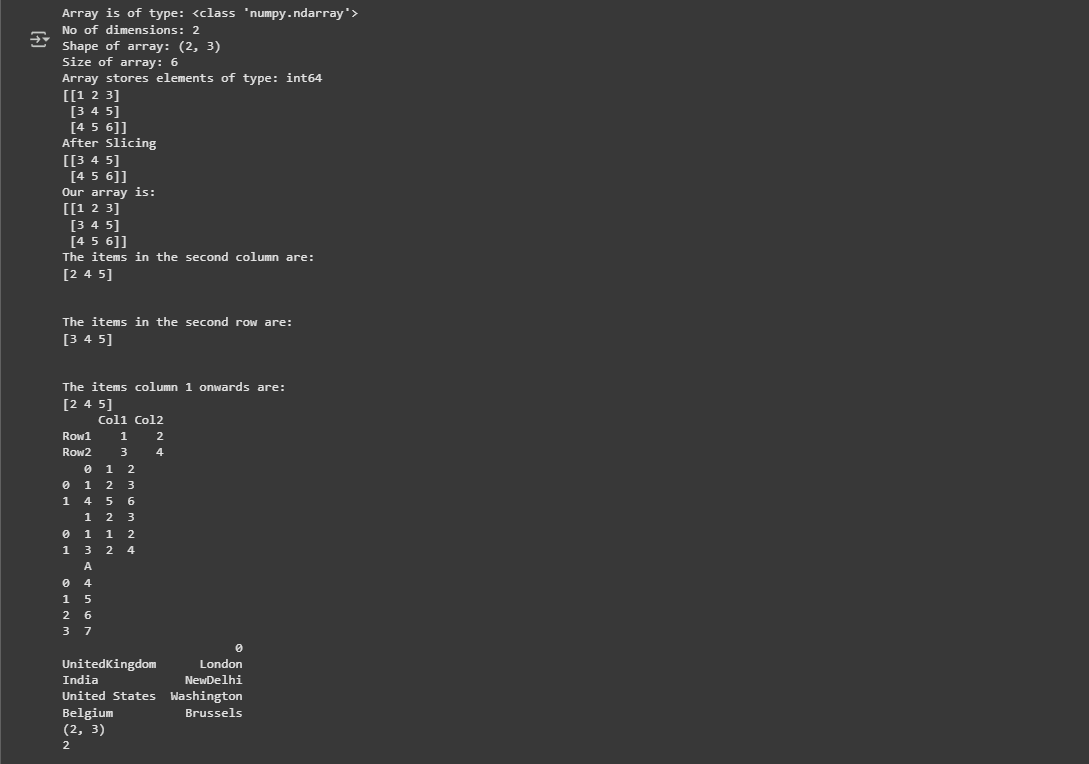 Array is of type: <class 'numpy.ndarray'>
No of dimensions: 2
Shape of array: (2, 3)
Size of array: 6
Array stores elements of type: int64
[[1 2 3]
 [3 4 5]
 [4 5 6]]
After Slicing
[[3 4 5]
 [4 5 6]]
Our array is:
[[1 2 3]
 [3 4 5]
 [4 5 6]]
The items in the second column are:
[2 4 5]
The items in the second row are:
[3 4 5]
The items column 1 onwards are:
[2 4 5]
     Col1 Col2
Row1    1    2
Row2    3    4
   0  1  2
0  1  2  3
1  4  5  6
   1  2  3
0  1  1  2
1  3  2  4
   A
0  4
1  5
2  6
3  7
                        0
UnitedKingdom      London
India            NewDelhi
United States  Washington
Belgium          Brussels
(2, 3)
2